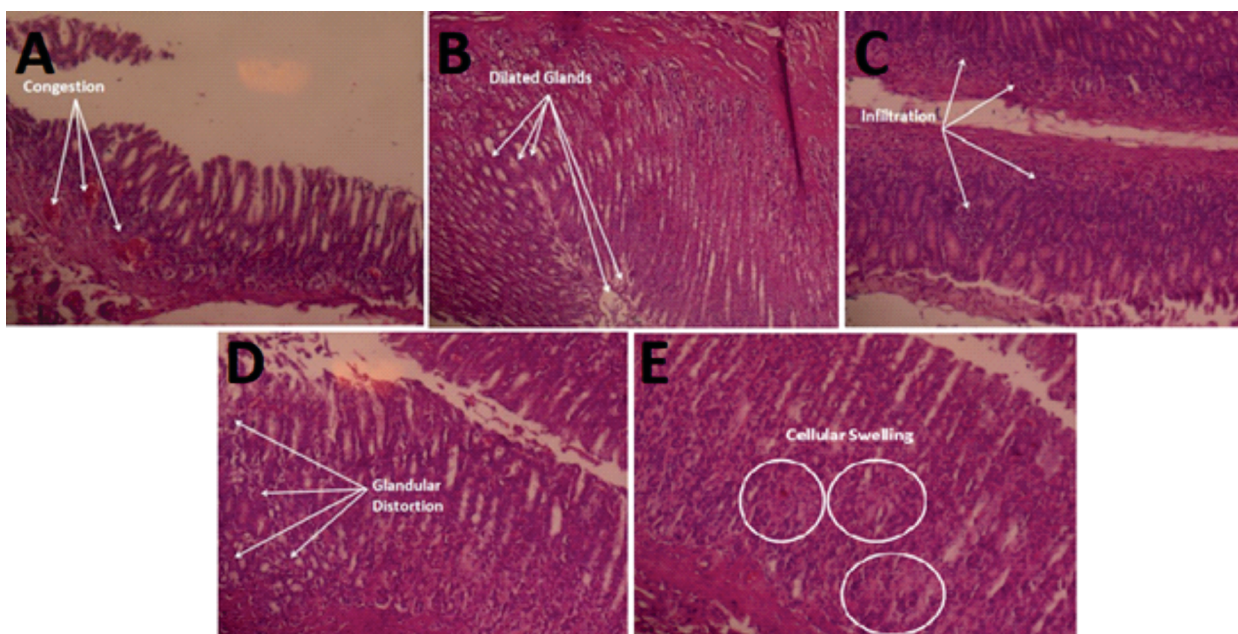 A
Congestion
B
Dilated Glands
C
Infiltration
D
Glandular
Distortion
E
Cellular Swelling